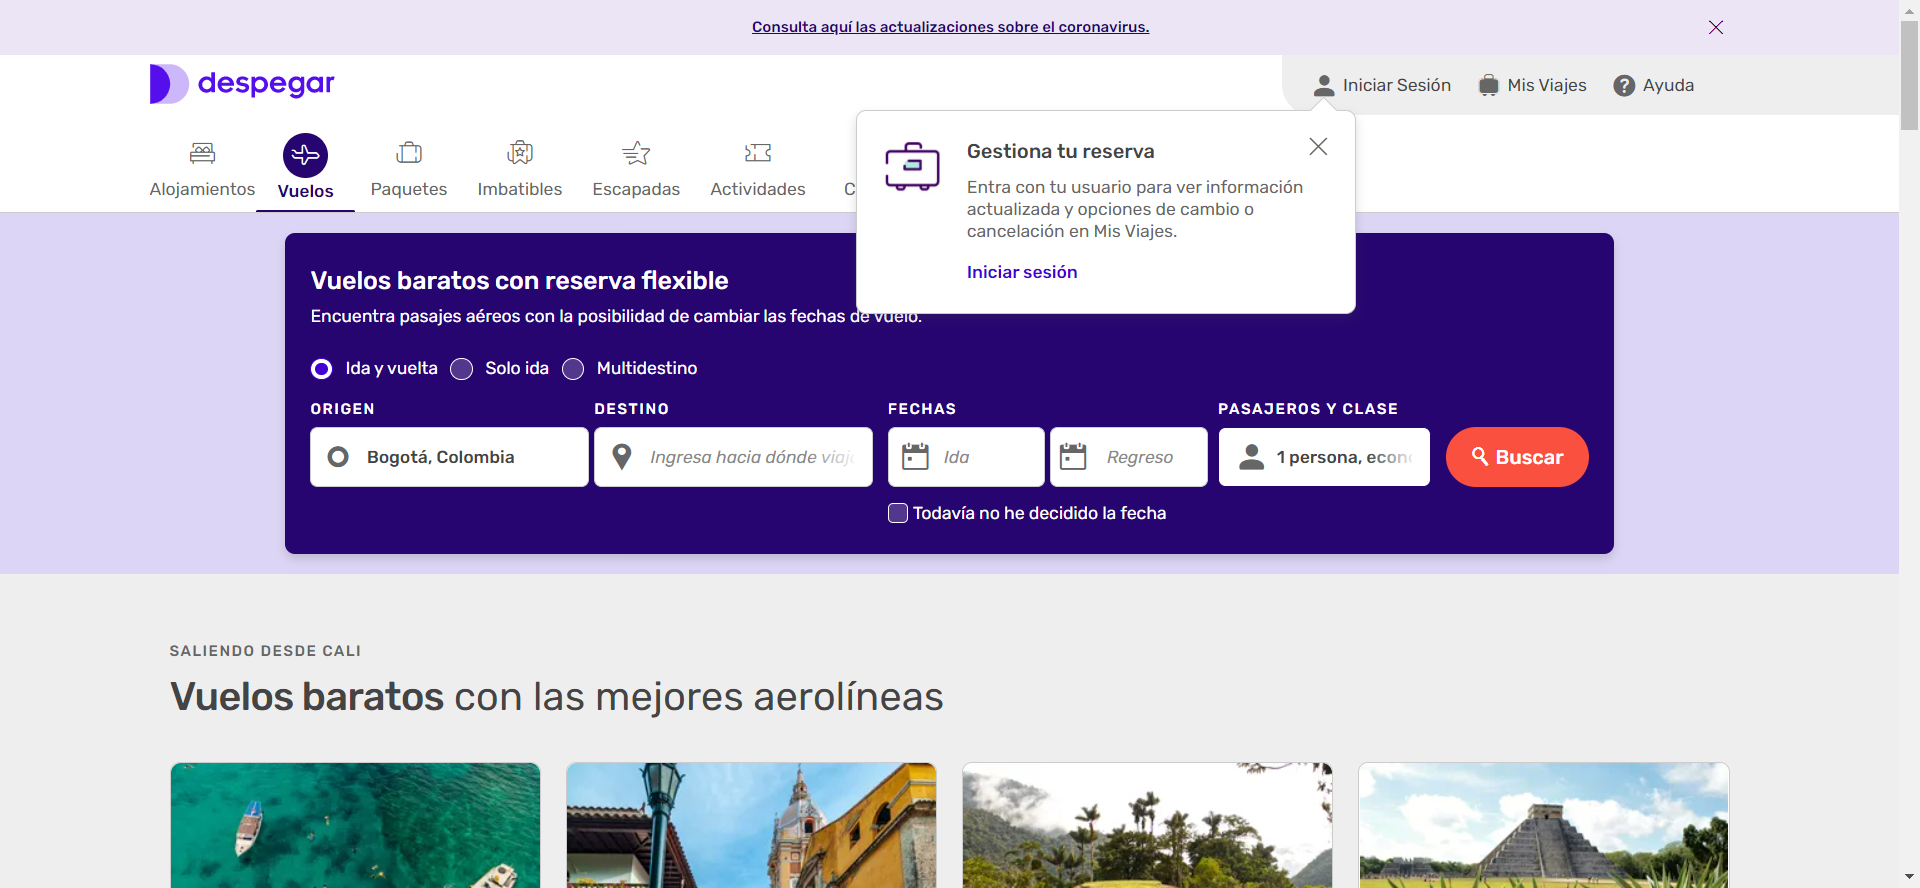 Consulta aquí las actualizaciones sobre el coronavirus.
despegar
Iniciar Sesión
Mis Viajes
Ayuda
Alojamientos
Vuelos
Paquetes
Imbatibles
Escapadas
Actividades
C
Gestiona tu reserva
Entra con tu usuario para ver información
actualizada y opciones de cambio o
cancelación en Mis Viajes.
Iniciar sesión
Vuelos baratos con reserva flexible
Encuentra pasajes aéreos con la posibilidad de cambiar las fechas de vuelo.
Ida y vuelta
Solo ida
Multidestino
ORIGEN
DESTINO
FECHAS
PASAJEROS Y CLASE
Bogotá, Colombia
Ingresa hacia dónde viaj
Ida
Regreso
1 persona, econ
Buscar
Todavía no he decidido la fecha
SALIENDO DESDE CALI
Vuelos baratos con las mejores aerolíneas